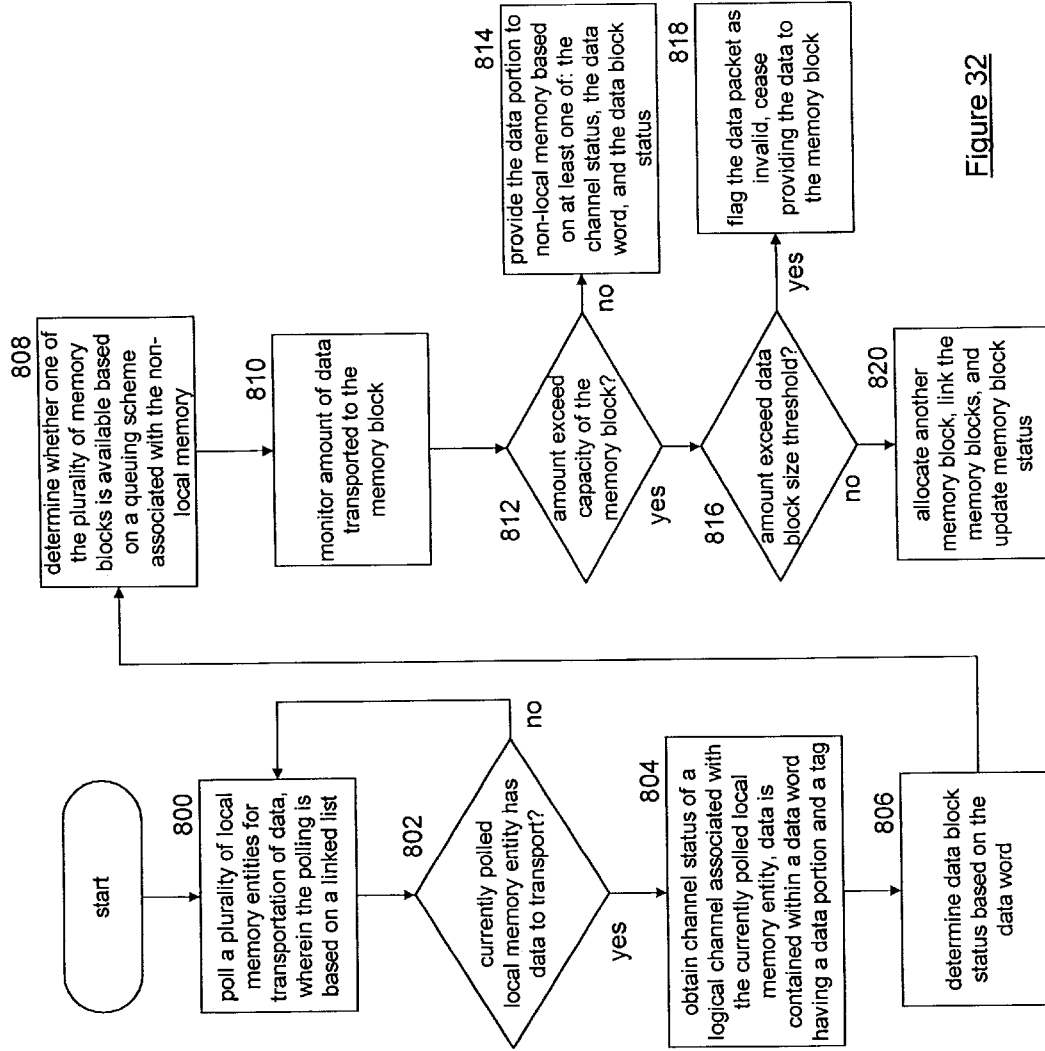 start
800
poll a plurality of local
memory entities for
transportation of data,
wherein the polling is
based on a linked list
802
currently polled
local memory entity has
data to transport?
no
yes
804
obtain channel status of a
logical channel associated with
the currently polled local
memory entity, data is
contained within a data word
having a data portion and a tag
806
determine data block
status based on the
data word
808
determine whether one of
the plurality of memory
blocks is available based
on a queuing scheme
associated with the non-
local memory
810
monitor amount of data
transported to the
memory block
812
amount exceed
capacity of the
memory block?
no
yes
814
provide the data portion to
non-local memory based
on at least one of: the
channel status, the data
word, and the data block
status
816
amount exceed data
block size threshold?
yes
no
818
flag the data packet as
invalid, cease
providing the data to
the memory block
820
allocate another
memory block, link the
memory blocks, and
update memory block
status
Figure 32